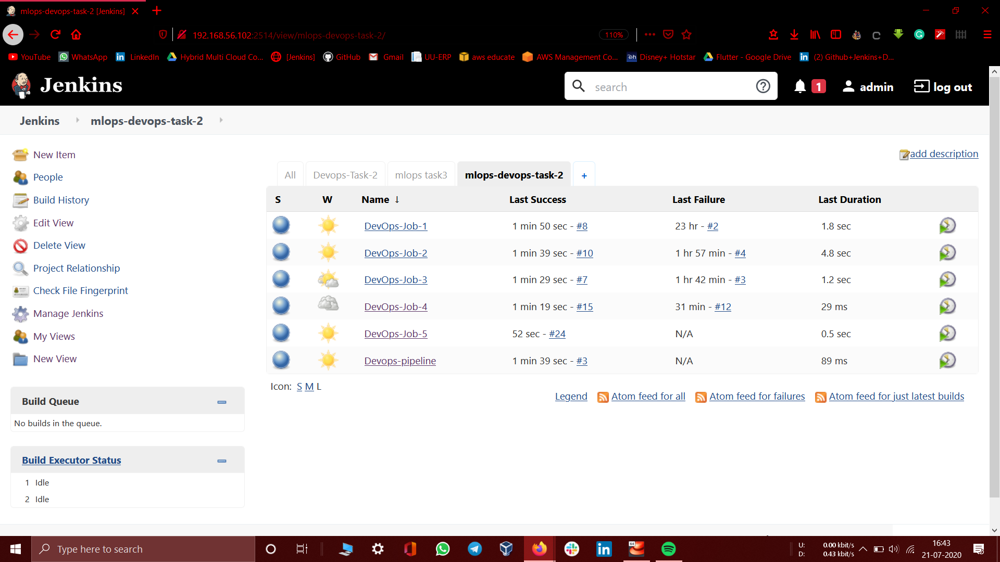 mlops-devops-task-2 [Jenkins]
192.168.56.102:2514/view/mlops-devops-task-2/
110%
YouTube WhatsApp LinkedIn Hybrid Multi Cloud Co... [Jenkins] GitHub Gmail UU-ERP aws educate AWS Management Co... Disney+ Hotstar Flutter - Google Drive (2) Github+Jenkins+D...
Jenkins
search
1
admin
log out
Jenkins mlops-devops-task-2
New Item
People
Build History
Edit View
Delete View
Project Relationship
Check File Fingerprint
Manage Jenkins
My Views
New View
Build Queue
No builds in the queue.
Build Executor Status
1 Idle
2 Idle
add description
All Devops-Task-2 mlops task3 mlops-devops-task-2 +
S W Name ↓ Last Success Last Failure Last Duration
DevOps-Job-1 1 min 50 sec - #8 23 hr - #2 1.8 sec
DevOps-Job-2 1 min 39 sec - #10 1 hr 57 min - #4 4.8 sec
DevOps-Job-3 1 min 29 sec - #7 1 hr 42 min - #3 1.2 sec
DevOps-Job-4 1 min 19 sec - #15 31 min - #12 29 ms
DevOps-Job-5 52 sec - #24 N/A 0.5 sec
Devops-pipeline 1 min 39 sec - #3 N/A 89 ms
Icon: S M L
Legend Atom feed for all Atom feed for failures Atom feed for just latest builds
Type here to search
U: 0.00 kbit/s
D: 0.43 kbit/s
16:43
21-07-2020